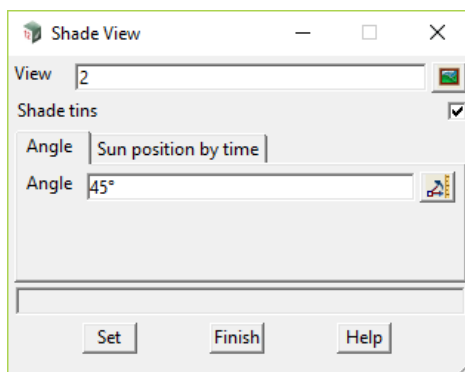 Shade View
View 2
Shade tins
Angle Sun position by time
Angle 45°
Set Finish Help